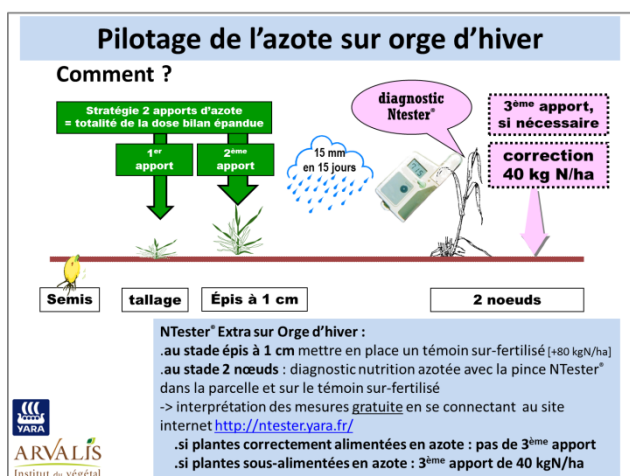 Pilotage de l'azote sur orge d'hiver
Comment ?
Stratégie 2 apports d'azote
= totalité de la dose bilan épandue
1er
apport
2ème
apport
15 mm
en 15 jours
diagnostic
Ntester®
3ème apport,
si nécessaire
correction
40 kg N/ha
Semis
tallage
Épis à 1 cm
2 noeuds
NTester® Extra sur Orge d'hiver :
.au stade épis à 1 cm mettre en place un témoin sur-fertilisé [+80 kgN/ha]
.au stade 2 nœuds : diagnostic nutrition azotée avec la pince NTester®
dans la parcelle et sur le témoin sur-fertilisé
-> interprétation des mesures gratuite en se connectant au site
internet http://ntester.yara.fr/
.si plantes correctement alimentées en azote : pas de 3ème apport
.si plantes sous-alimentées en azote : 3ème apport de 40 kgN/ha
YARA
ARVALIS
Institut du végétal